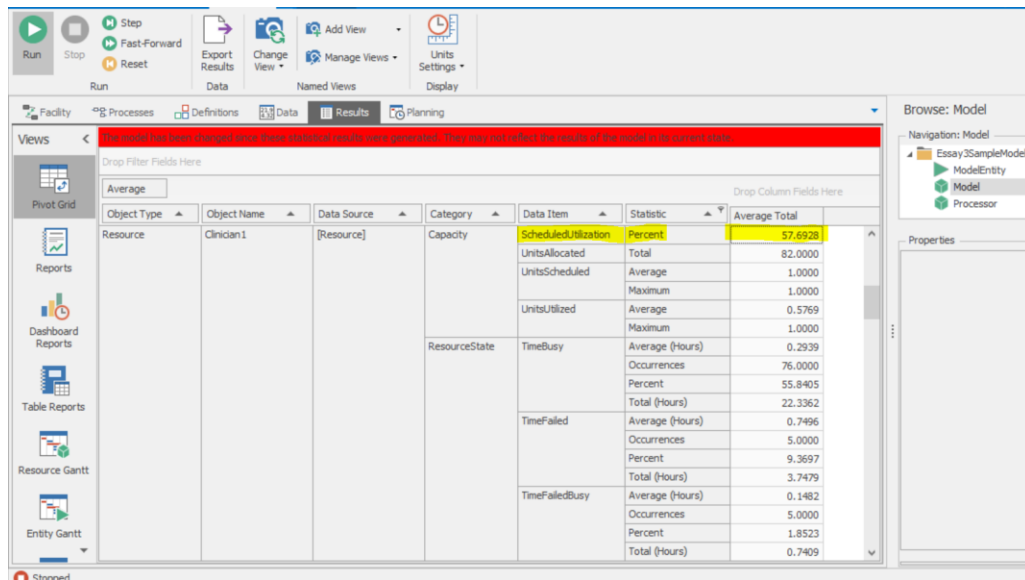 Run
Stop
Step
Fast-Forward
Reset
Run
Export
Results
Data
Change
View
Add View
Manage Views
Named Views
Units
Settings
Display
Facility
Processes
Definitions
Data
Results
Planning
Views
The model has been changed since these statistical results were generated. They may not reflect the results of the model in its current state.
Drop Filter Fields Here
Average
Drop Column Fields Here
Object Type Object Name Data Source Category Data Item Statistic Average Total
Resource Clinician1 [Resource] Capacity ScheduledUtilization Percent 57.6928
UnitsAllocated Total 82.0000
UnitsScheduled Average 1.0000
Maximum 1.0000
UnitsUtilized Average 0.5769
Maximum 1.0000
ResourceState TimeBusy Average (Hours) 0.2939
Occurrences 76.0000
Percent 55.8405
Total (Hours) 22.3362
TimeFailed Average (Hours) 0.7496
Occurrences 5.0000
Percent 9.3697
Total (Hours) 3.7479
TimeFailedBusy Average (Hours) 0.1482
Occurrences 5.0000
Percent 1.8523
Total (Hours) 0.7409
Pivot Grid
Reports
Dashboard
Reports
Table Reports
Resource Gantt
Entity Gantt
Browse: Model
Navigation: Model
Essay3SampleModel
ModelEntity
Model
Processor
Properties
Stopped